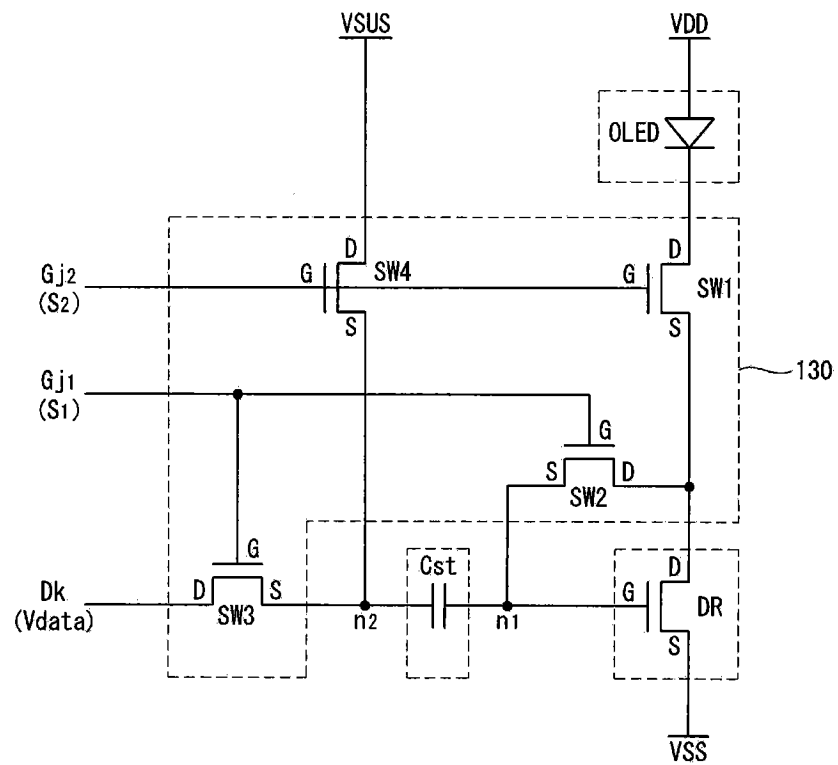 VSUS
VDD
OLED
D
G
SW4
S
D
G
SW1
S
Gj2
(S2)
Gj1
(S1)
130
G
S
D
SW2
G
D
S
SW3
Dk
(Vdata)
n2
Cst
n1
D
G
DR
S
VSS